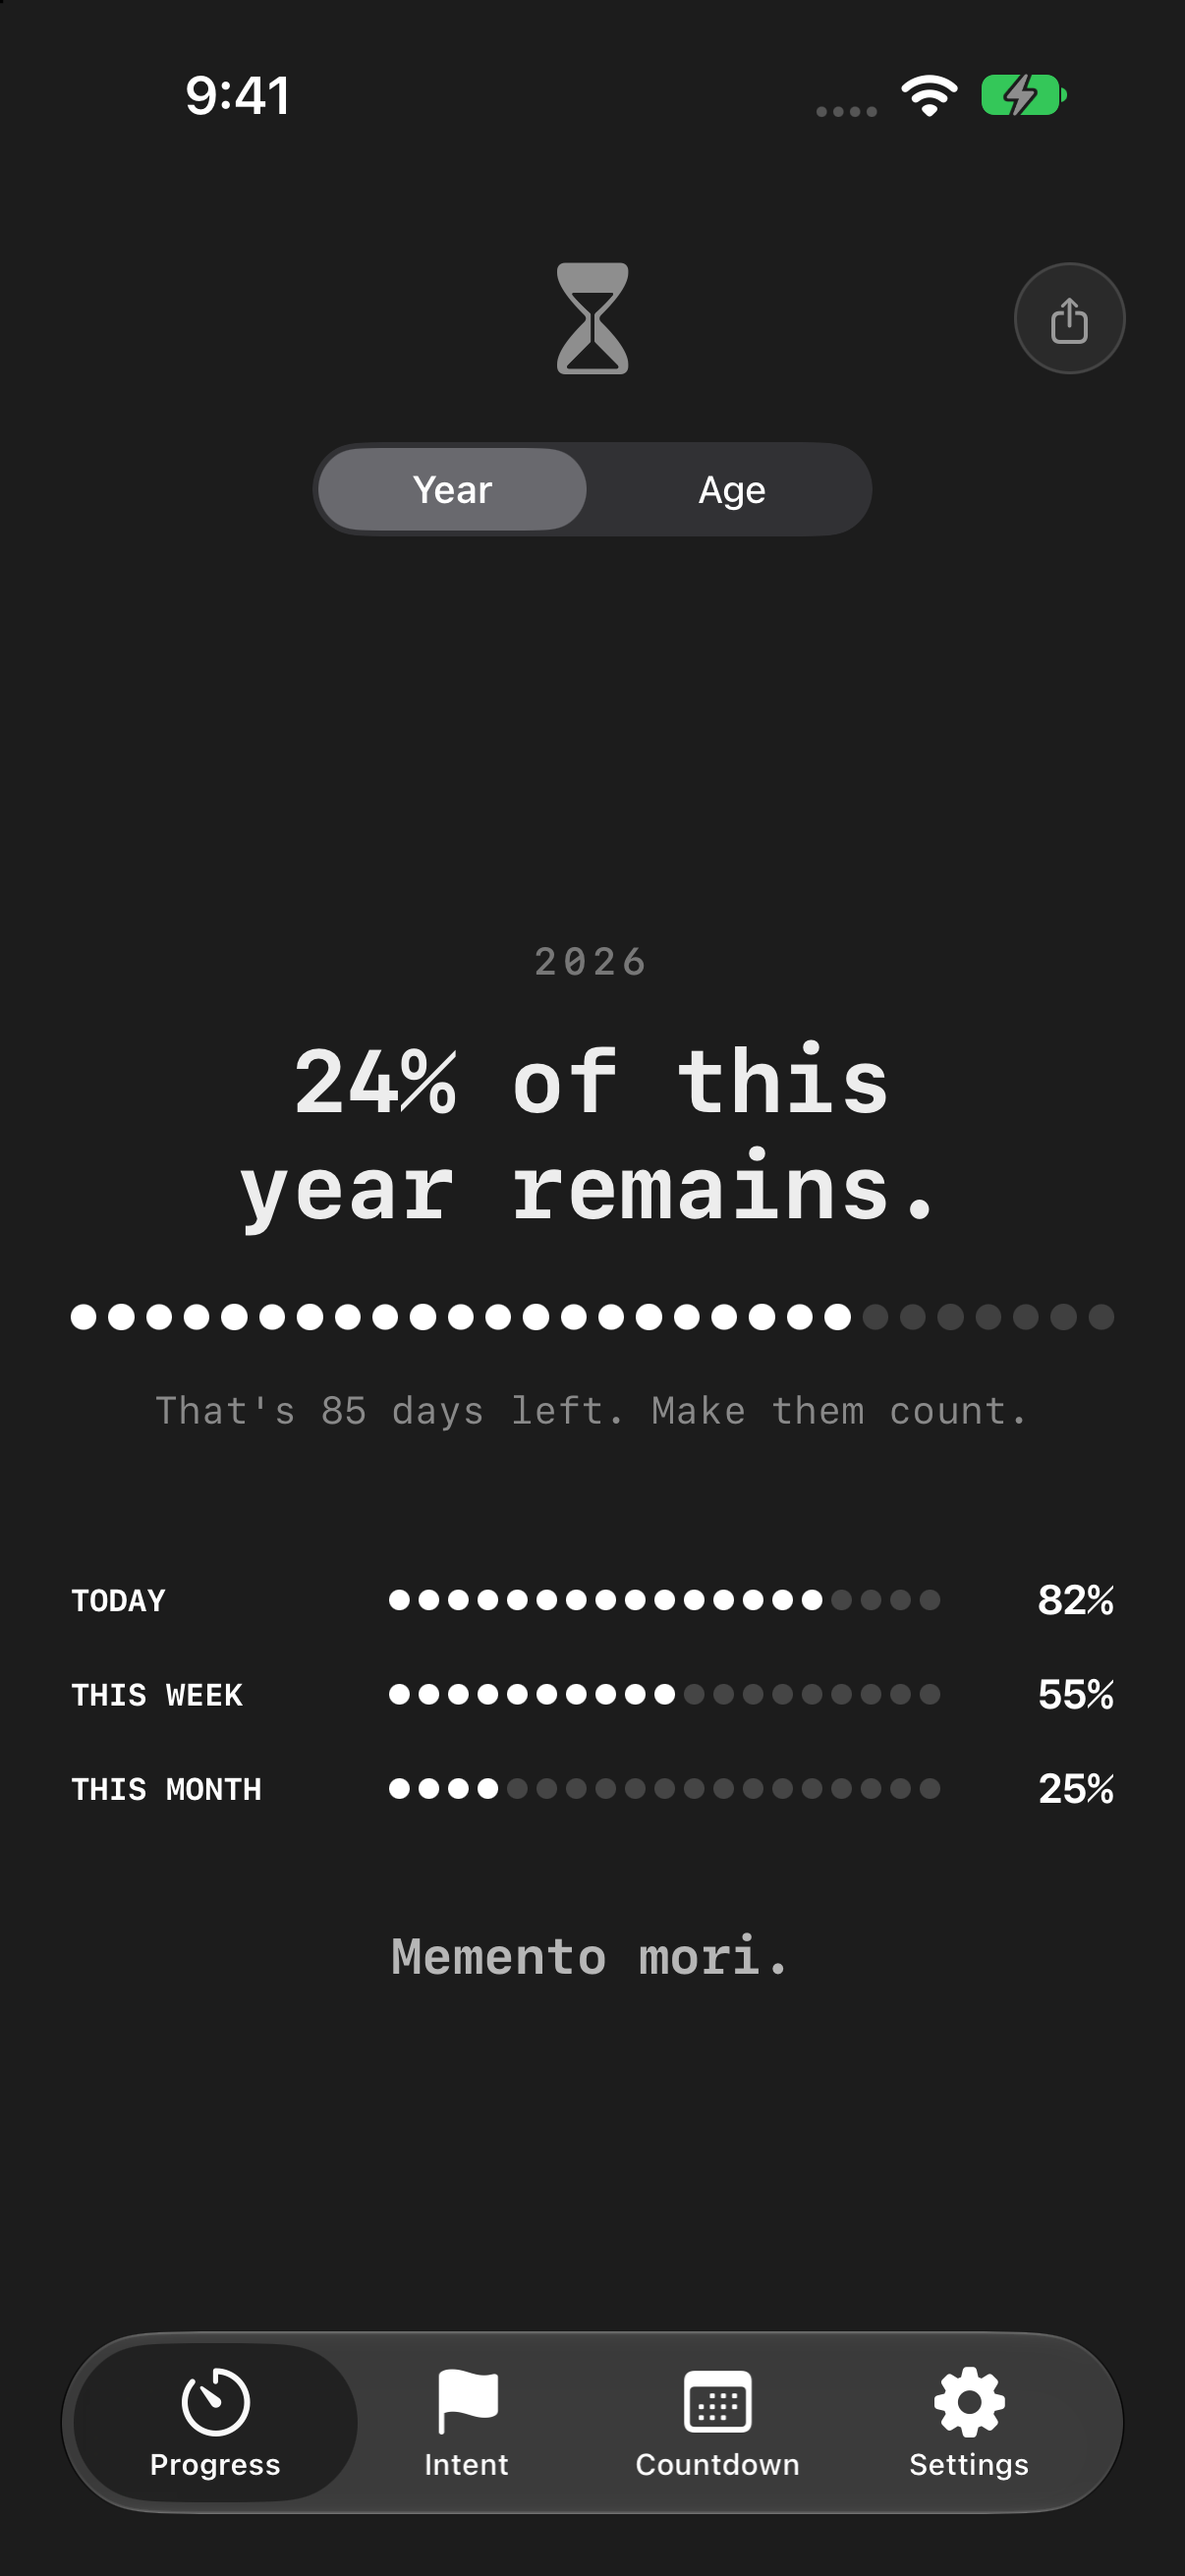 9:41
Year Age
2026
24% of this
year remains.
That's 85 days left. Make them count.
TODAY 82%
THIS WEEK 55%
THIS MONTH 25%
Memento mori.
Progress Intent Countdown Settings